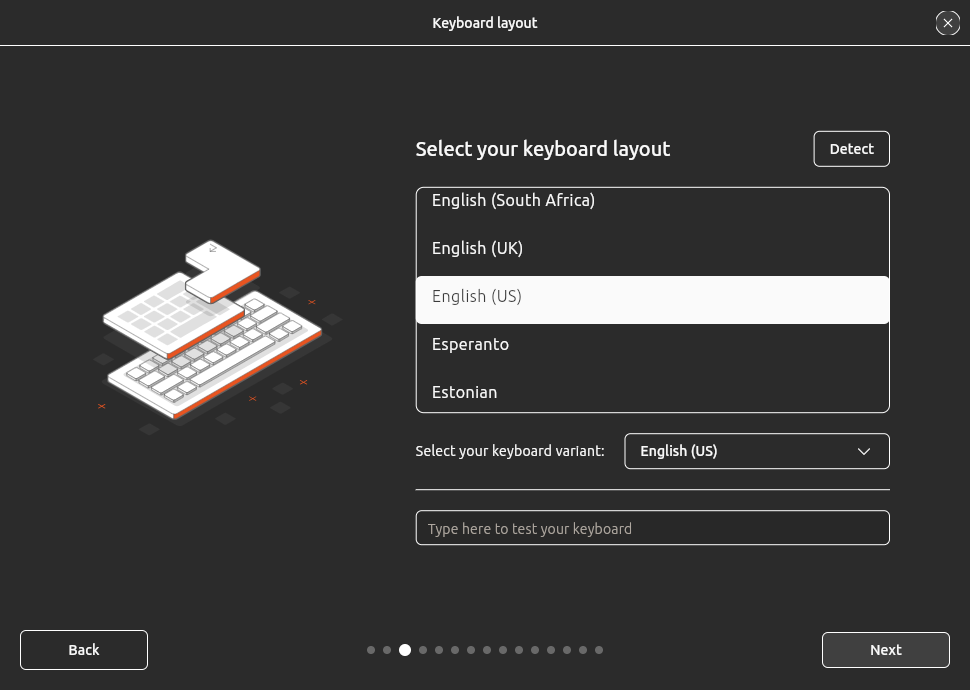 Keyboard layout
Select your keyboard layout
Detect
English (South Africa)
English (UK)
English (US)
Esperanto
Estonian
Select your keyboard variant:
English (US)
Type here to test your keyboard
Back
Next